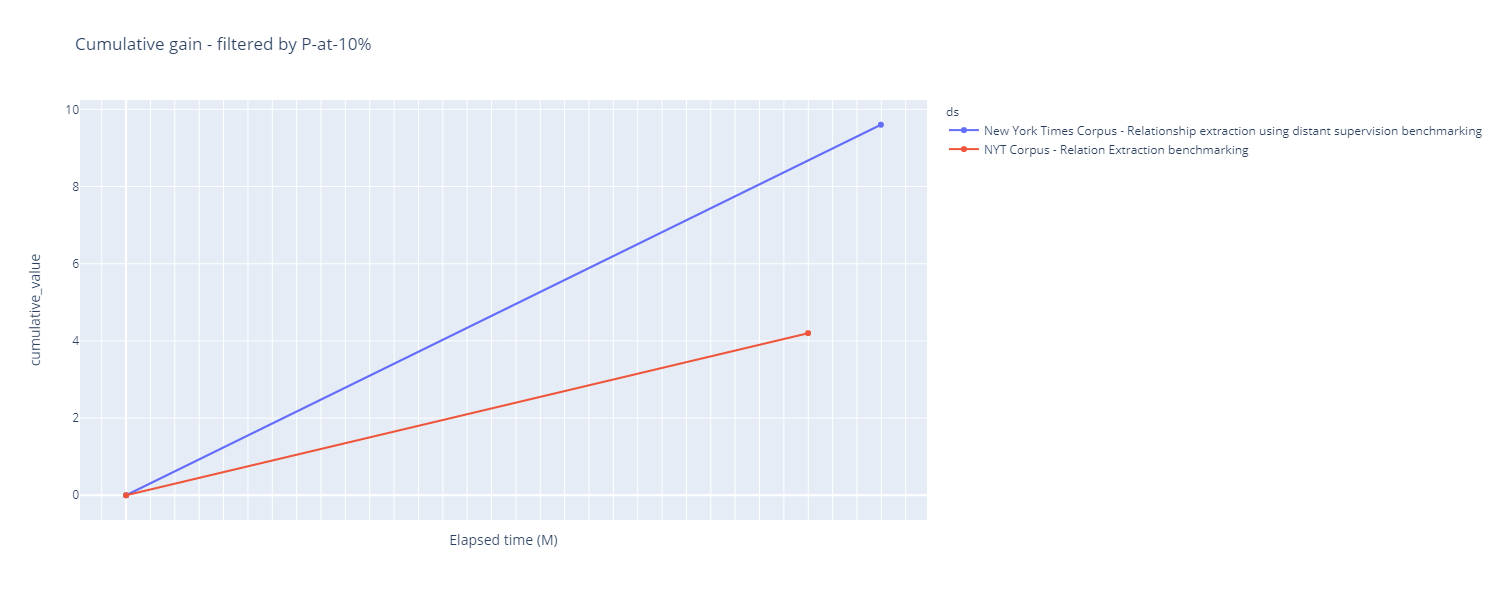 Cumulative gain - filtered by P-at-10%
10
8
6
4
2
0
cumulative_value
Elapsed time (M)
ds
New York Times Corpus - Relationship extraction using distant supervision benchmarking
NYT Corpus - Relation Extraction benchmarking